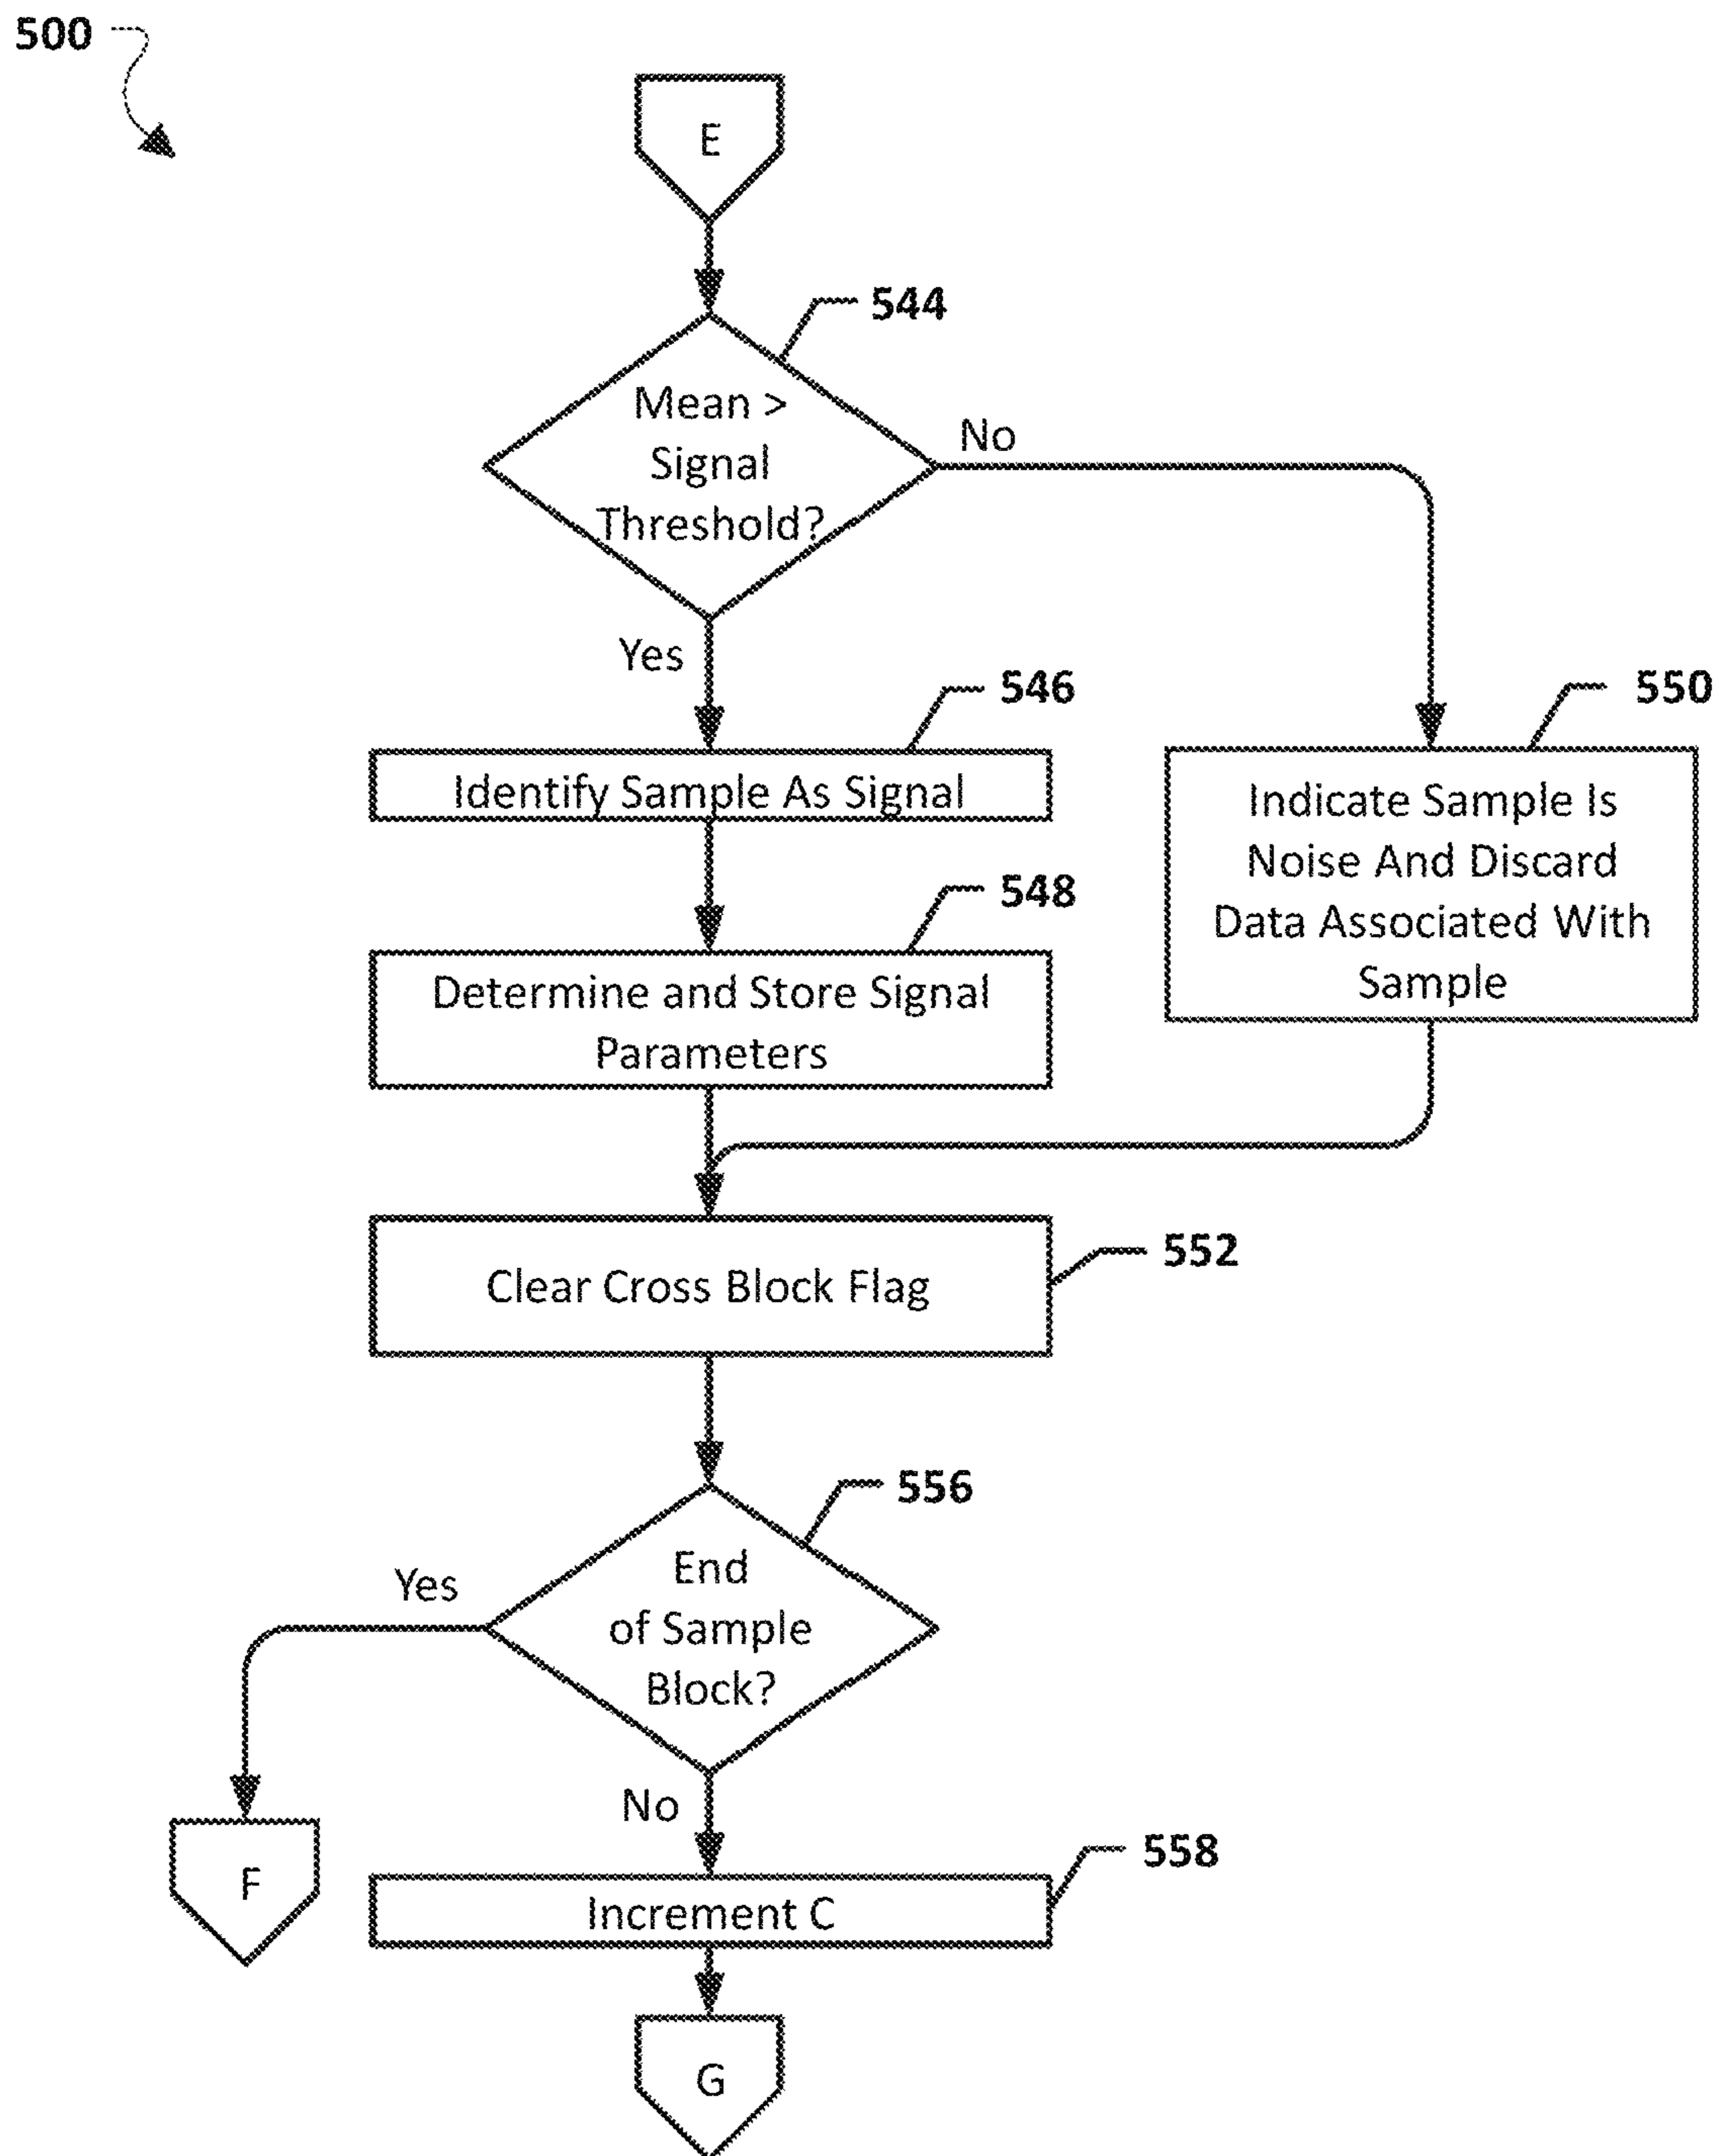 500
E
544
Mean >
Signal
Threshold?
No
Yes
546
Identify Sample As Signal
550
Indicate Sample Is
Noise And Discard
Data Associated With
Sample
548
Determine and Store Signal
Parameters
552
Clear Cross Block Flag
556
End
of Sample
Block?
Yes
No
F
558
Increment C
G